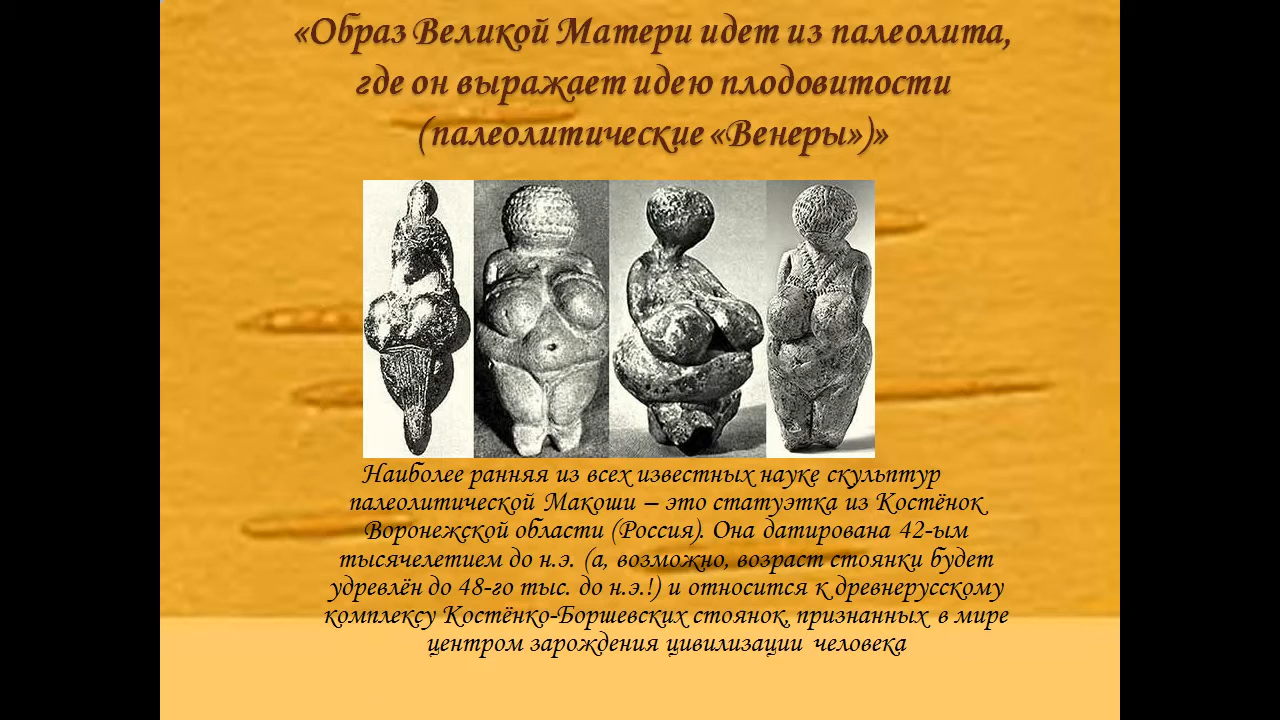 «Образ Великой Матери идет из палеолита,
где он выражает идею плодовитости
(палеолитические «Венеры»)»
Наиболее ранняя из всех известных науке скульптур
палеолитической Макоши – это статуэтка из Костёнок
Воронежской области (Россия). Она датирована 42-ым
тысячелетием до н.э. (а, возможно, возраст стоянки будет
удревлён до 48-го тыс. до н.э.!) и относится к древнерусскому
комплексу Костёнко-Боршевских стоянок, признанных в мире
центром зарождения цивилизации человека